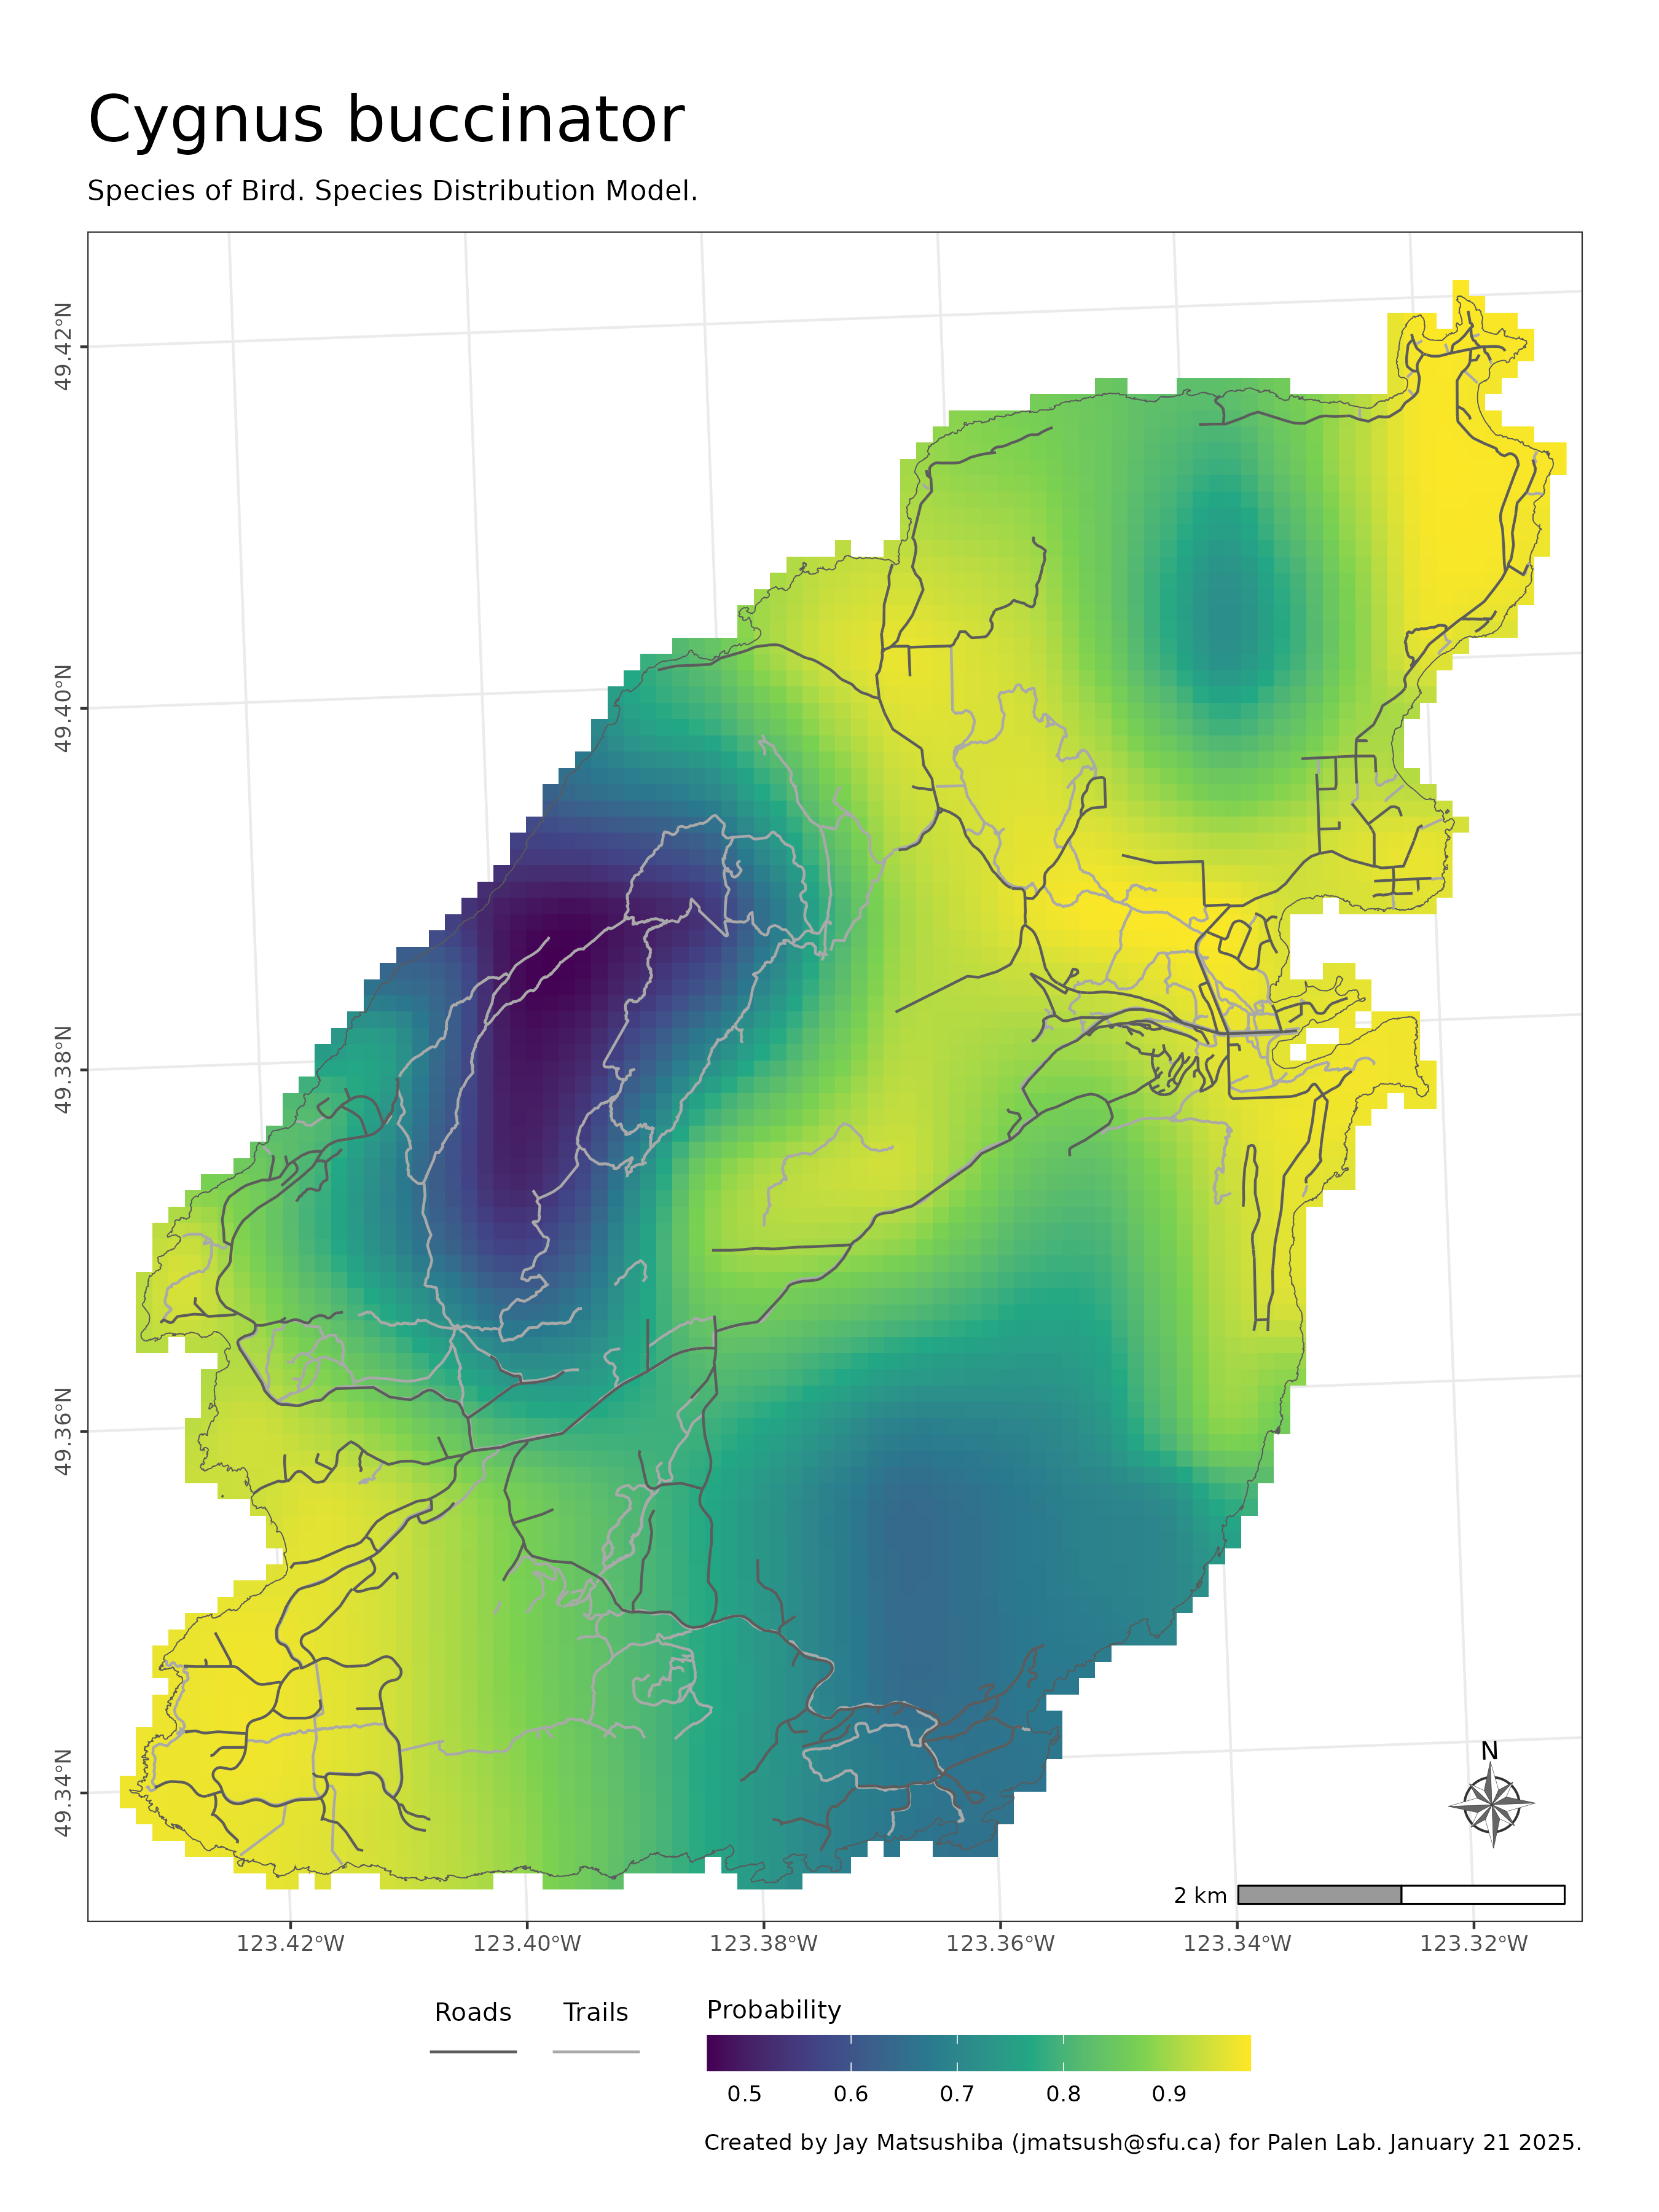 Cygnus buccinator
Species of Bird. Species Distribution Model.
49.42°N
49.40°N
49.38°N
49.36°N
49.34°N
N
2 km
123.42°W 123.40°W 123.38°W 123.36°W 123.34°W 123.32°W
Roads Trails Probability
0.5 0.6 0.7 0.8 0.9
Created by Jay Matsushiba (jmatsush@sfu.ca) for Palen Lab. January 21 2025.